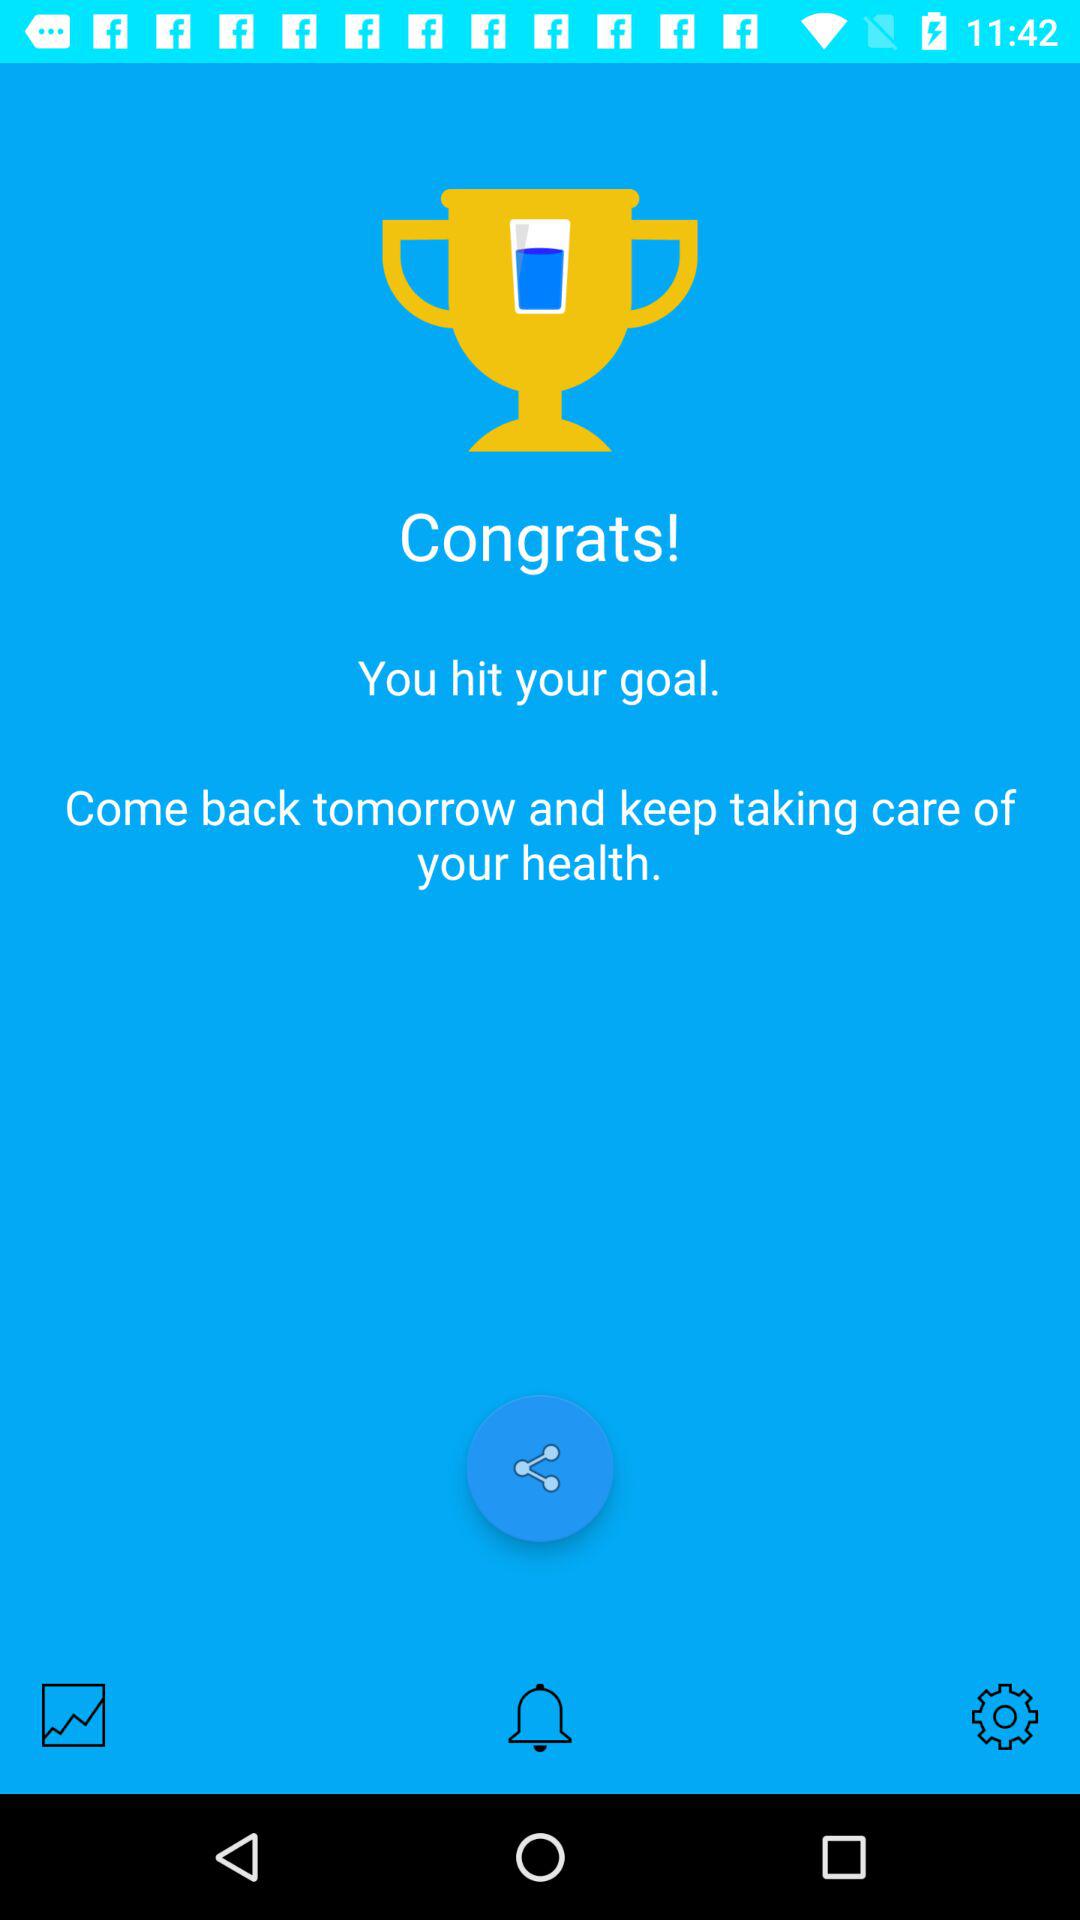 11:42
Congrats!
You hit your goal.
Come back tomorrow and keep taking care of
your health.